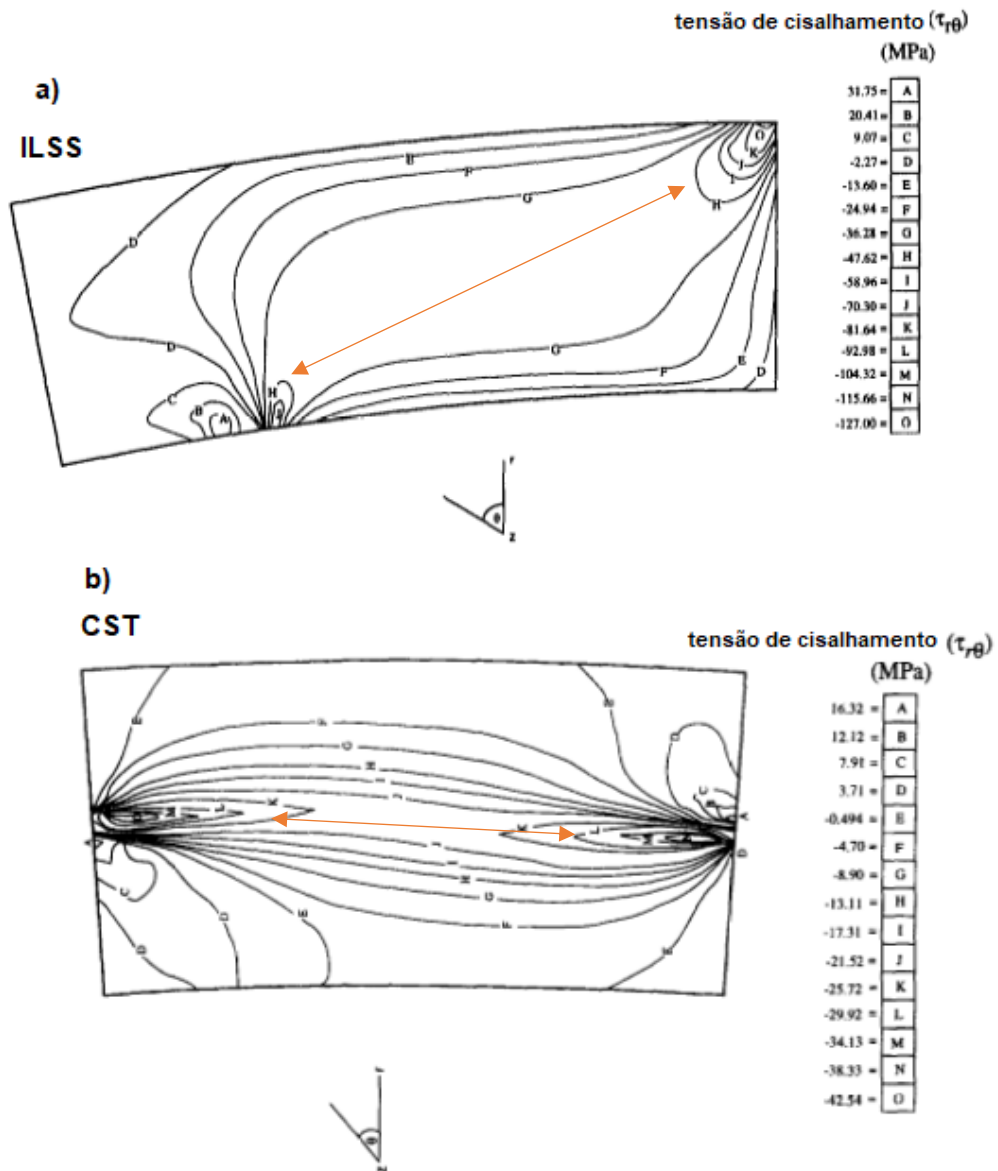 tensão de cisalhamento (τrθ)
(MPa)
a)
ILSS
31.75 = A
20.41 = B
9.07 = C
-2.27 = D
-13.60 = E
-24.94 = F
-36.28 = G
-47.62 = H
-58.96 = I
-70.30 = J
-81.64 = K
-92.98 = L
-104.32 = M
-115.66 = N
-127.00 = O
B
F
G
D
O
K
J
I
H
D
G
F
E
D
C
B
A
H
r
θ
z
b)
CST
tensão de cisalhamento (τrθ)
(MPa)
16.32 = A
12.12 = B
7.91 = C
3.71 = D
-0.494 = E
-4.70 = F
-8.90 = G
-13.11 = H
-17.31 = I
-21.52 = J
-25.72 = K
-29.92 = L
-34.13 = M
-38.33 = N
-42.54 = O
E
F
G
H
I
J
K
L
M
E
D
C
B
A
K
L
M
D
A
C
J
I
H
G
F
D
D
E
E
r
θ
z